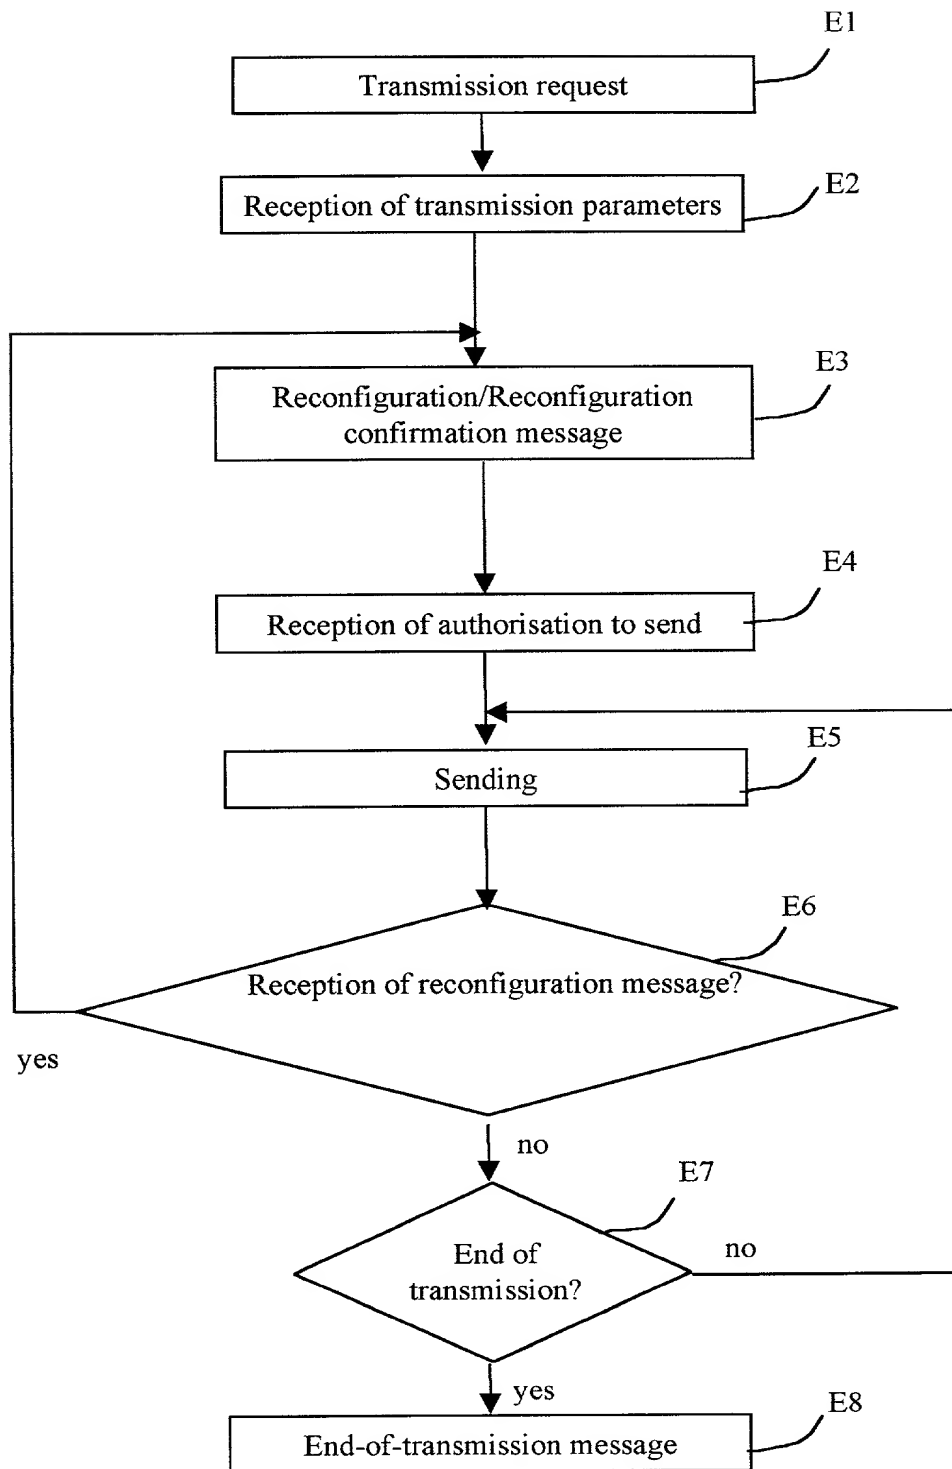 E1
Transmission request
E2
Reception of transmission parameters
E3
Reconfiguration/Reconfiguration
confirmation message
E4
Reception of authorisation to send
E5
Sending
E6
Reception of reconfiguration message?
yes
no
E7
End of
transmission?
no
yes
E8
End-of-transmission message